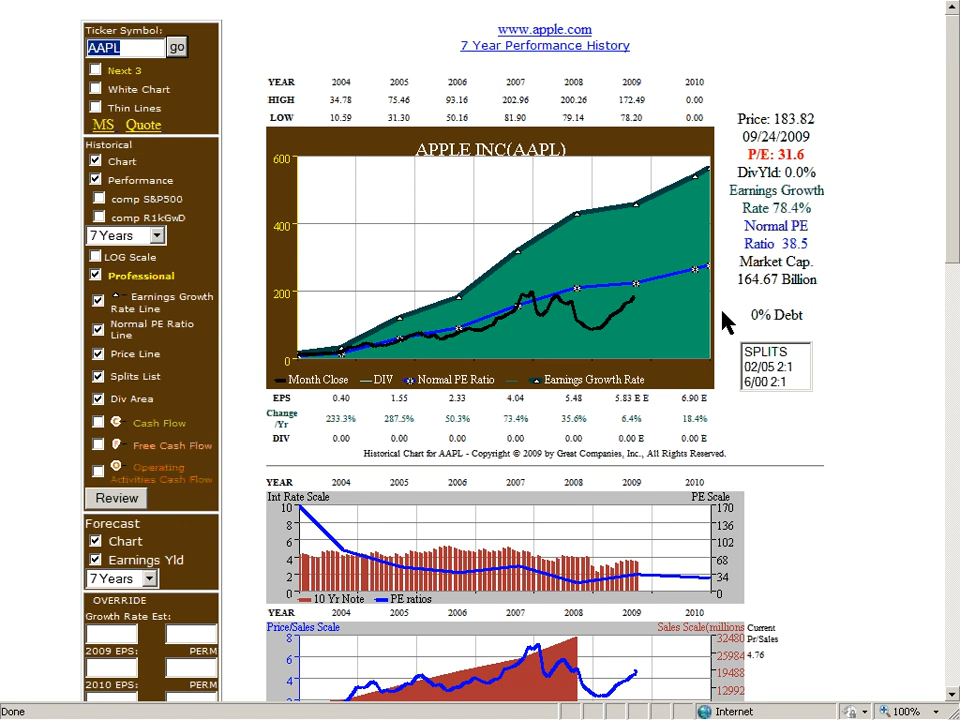 Ticker Symbol:
AAPL go
Next 3
White Chart
Thin Lines
MS Quote
Historical
Chart
Performance
comp S&P500
comp R1kGwD
7 Years
LOG Scale
Professional
Earnings Growth
Rate Line
Normal PE Ratio
Line
Price Line
Splits List
Div Area
Cash Flow
Free Cash Flow
Operating
Activities Cash Flow
Review
Forecast
Chart
Earnings Yld
7 Years
OVERRIDE
Growth Rate Est:
2009 EPS: PERM
2010 EPS: PERM
www.apple.com
7 Year Performance History
YEAR 2004 2005 2006 2007 2008 2009 2010
HIGH 34.78 75.46 93.16 202.96 200.26 172.49 0.00
LOW 10.59 31.30 50.16 81.90 79.14 78.20 0.00
APPLE INC(AAPL)
600
400
200
0
Month Close DIV Normal PE Ratio Earnings Growth Rate
EPS 0.40 1.55 2.33 4.04 5.48 5.83 E E 6.90 E
Change
/Yr 233.3% 287.5% 50.3% 73.4% 35.6% 6.4% 18.4%
DIV 0.00 0.00 0.00 0.00 0.00 0.00 E 0.00 E
Historical Chart for AAPL - Copyright © 2009 by Great Companies, Inc., All Rights Reserved.
Price: 183.82
09/24/2009
P/E: 31.6
DivYld: 0.0%
Earnings Growth
Rate 78.4%
Normal PE
Ratio 38.5
Market Cap.
164.67 Billion
0% Debt
SPLITS
02/05 2:1
6/00 2:1
YEAR 2004 2005 2006 2007 2008 2009 2010
Int Rate Scale PE Scale
10 170
8 136
6 102
4 68
2 34
0 0
10 Yr Note PE ratios
YEAR 2004 2005 2006 2007 2008 2009 2010
Price/Sales Scale Sales Scale(millions Current
Pr/Sales
8 32480
6 25984 4.76
4 19488
2 12992
Done Internet 100%